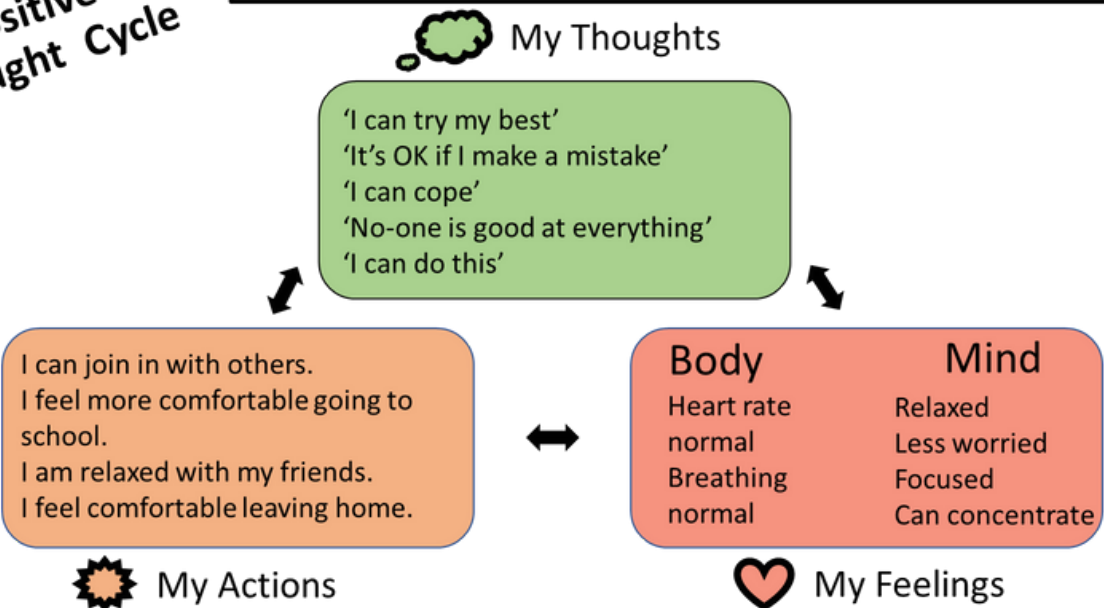 Cycle
My Thoughts
‘I can try my best’
‘It’s OK if I make a mistake’
‘I can cope’
‘No-one is good at everything’
‘I can do this’
I can join in with others.
I feel more comfortable going to
school.
I am relaxed with my friends.
I feel comfortable leaving home.
My Actions
Body
Heart rate
normal
Breathing
normal
Mind
Relaxed
Less worried
Focused
Can concentrate
My Feelings